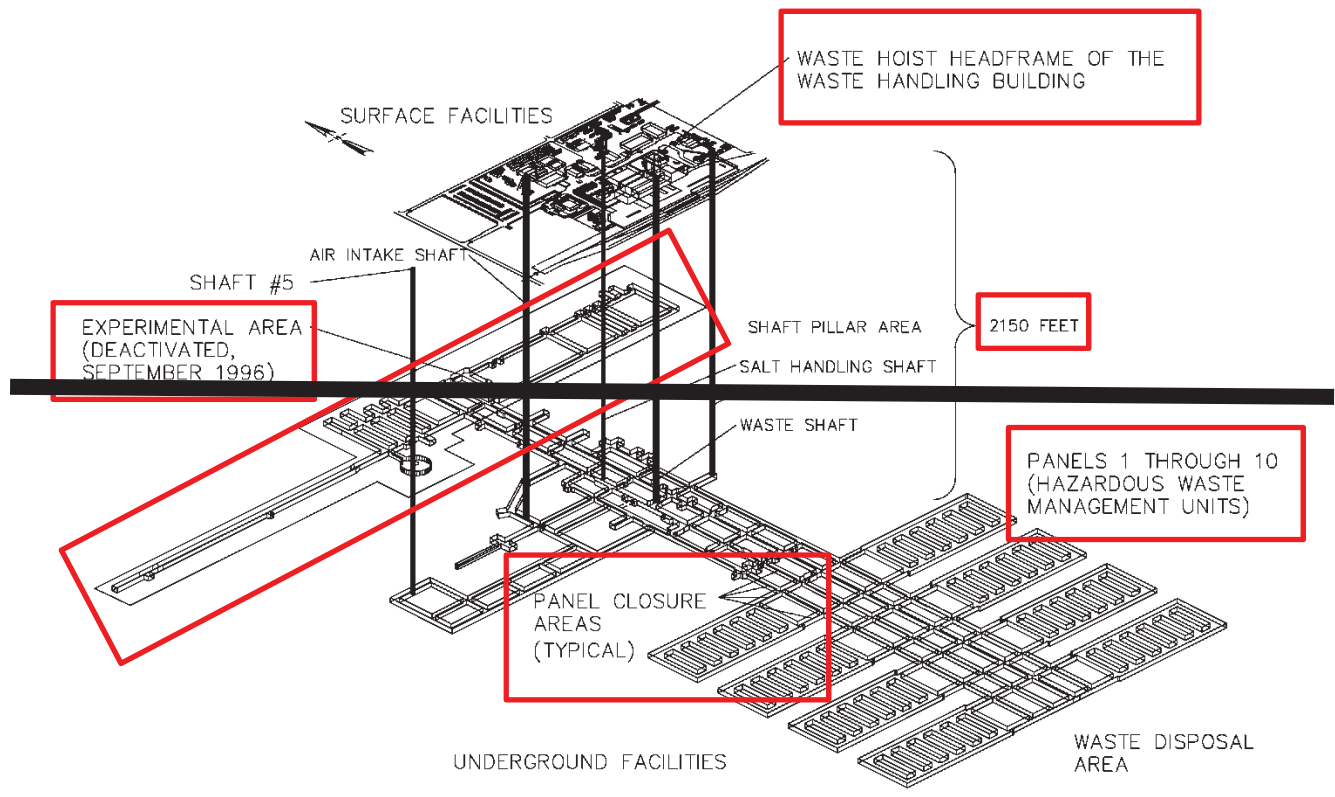 WASTE HOIST HEADFRAME OF THE
WASTE HANDLING BUILDING
SURFACE FACILITIES
AIR INTAKE SHAFT
SHAFT #5
EXPERIMENTAL AREA
(DEACTIVATED,
SEPTEMBER 1996)
SHAFT PILLAR AREA
2150 FEET
SALT HANDLING SHAFT
WASTE SHAFT
PANELS 1 THROUGH 10
(HAZARDOUS WASTE
MANAGEMENT UNITS)
PANEL CLOSURE
AREAS
(TYPICAL)
UNDERGROUND FACILITIES
WASTE DISPOSAL
AREA